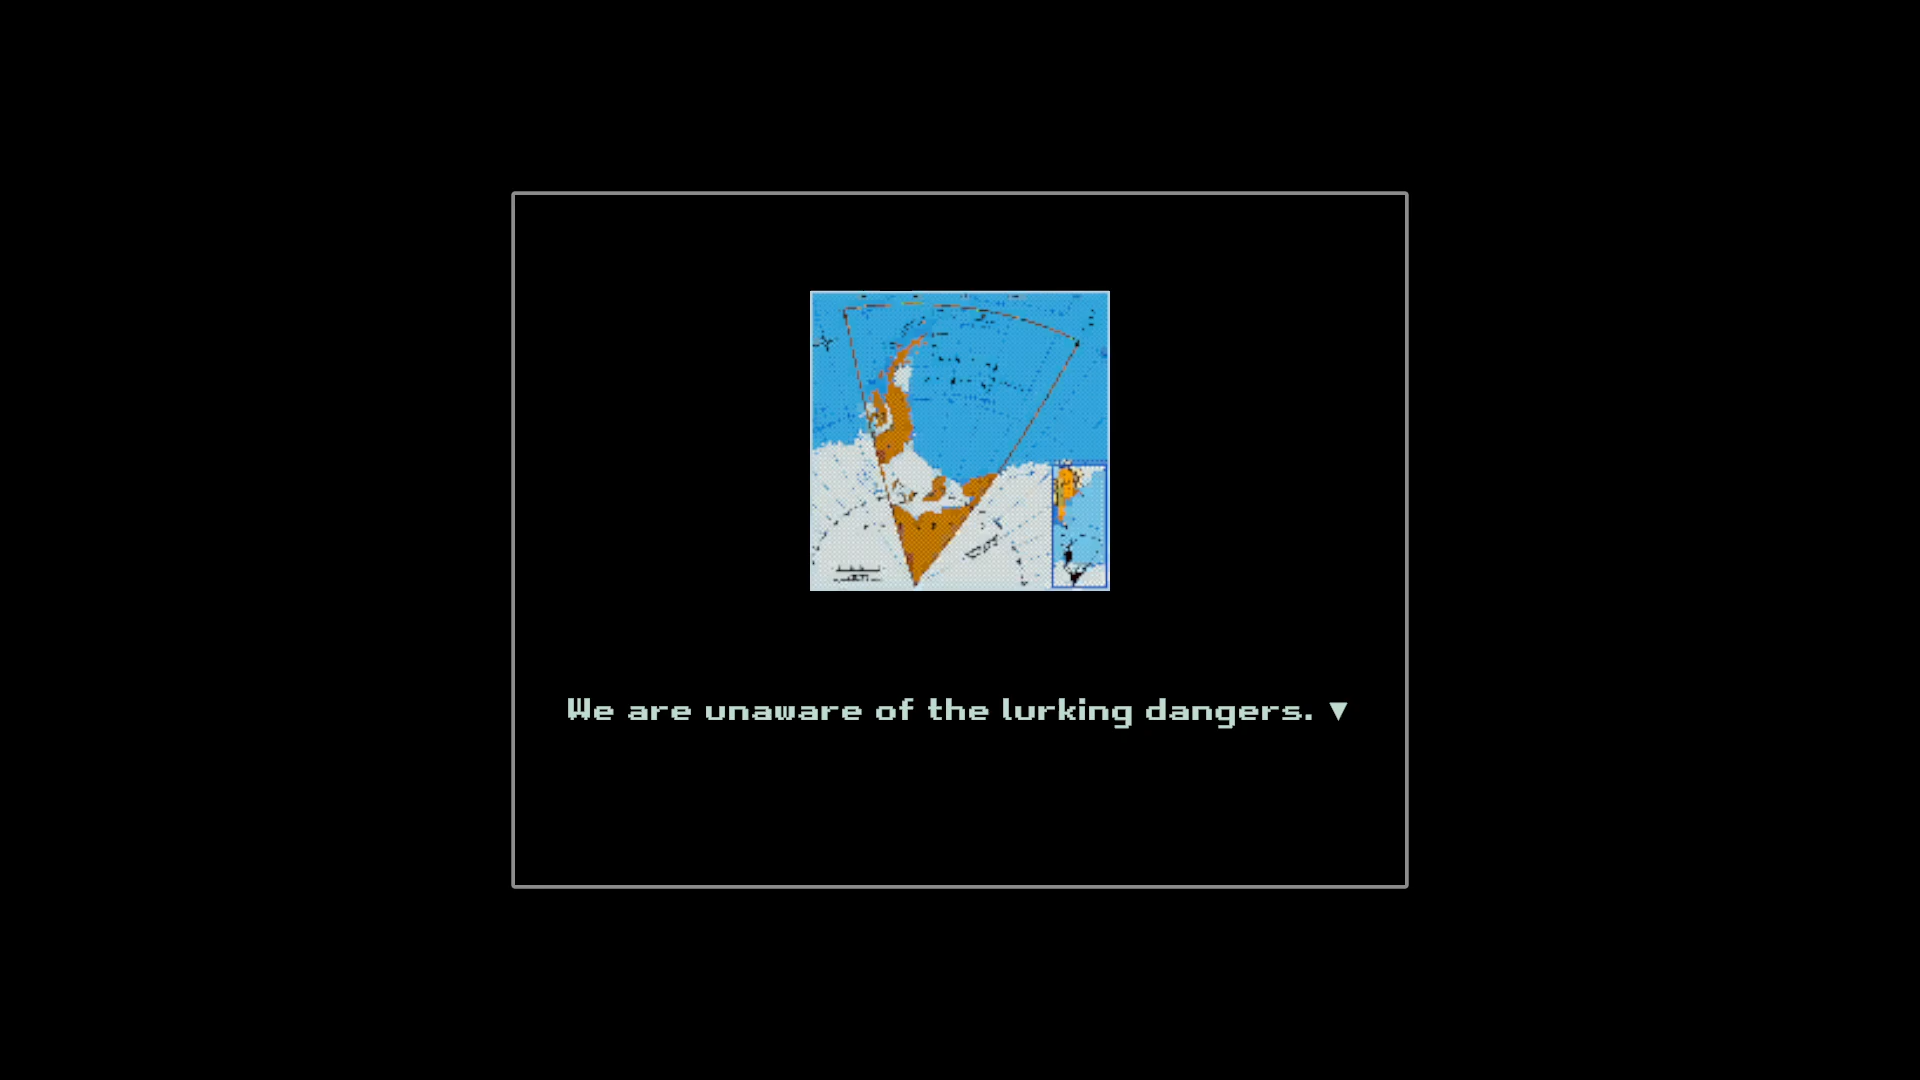 We are unaware of the lurking dangers. ▼